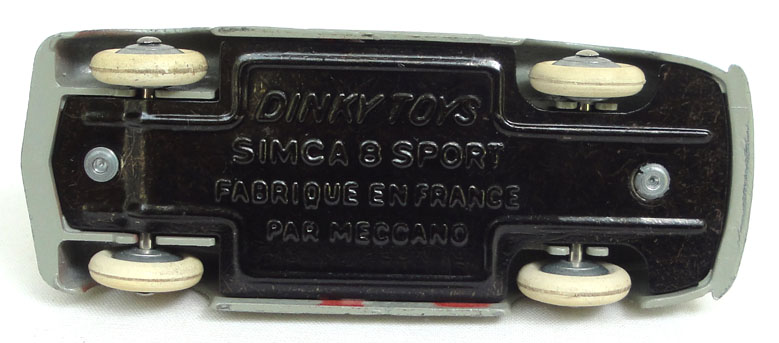 DINKY TOYS
SIMCA 8 SPORT
FABRIQUE EN FRANCE
PAR MECCANO